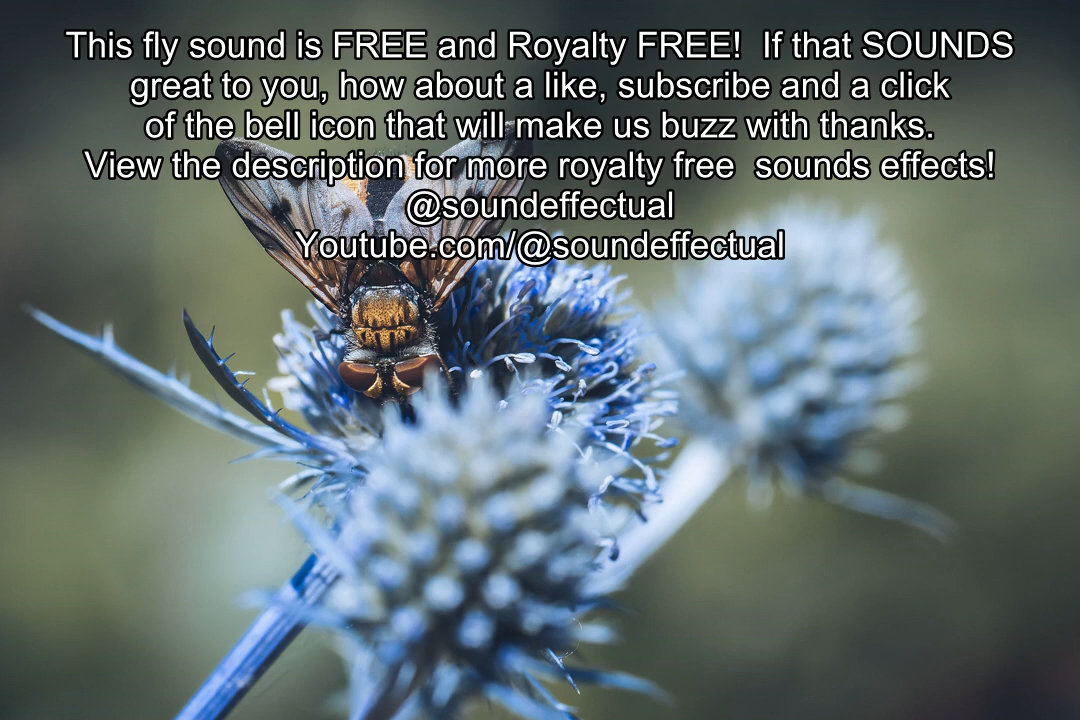 This fly sound is FREE and Royalty FREE!  If that SOUNDS
great to you, how about a like, subscribe and a click
of the bell icon that will make us buzz with thanks.
View the description for more royalty free  sounds effects!
@soundeffectual
Youtube.com/@soundeffectual